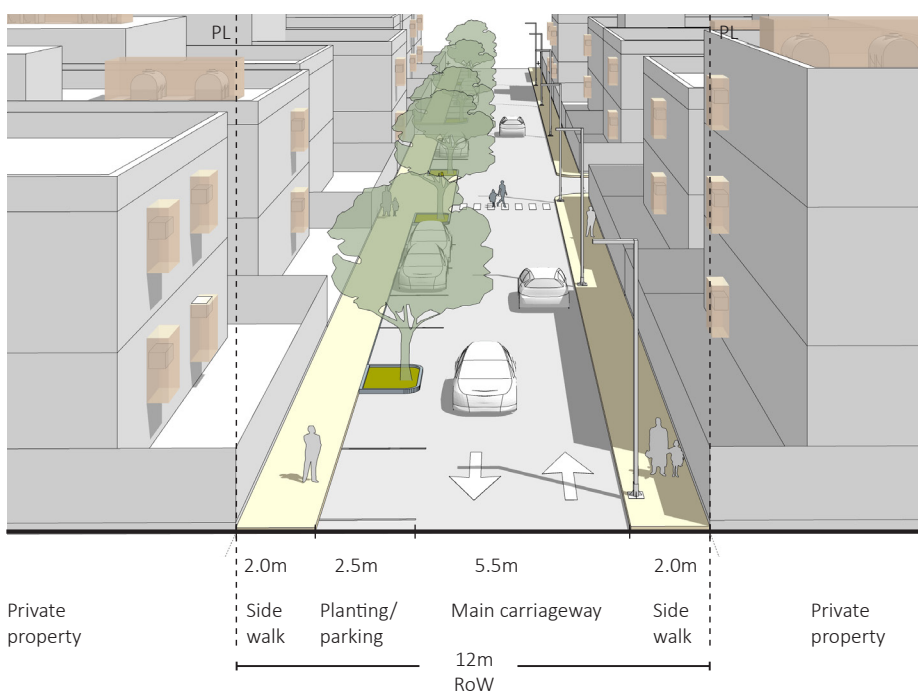 PL
PL
2.0m
2.5m
5.5m
2.0m
Private
property
Side
walk
Planting/
parking
Main carriageway
Side
walk
Private
property
12m
RoW